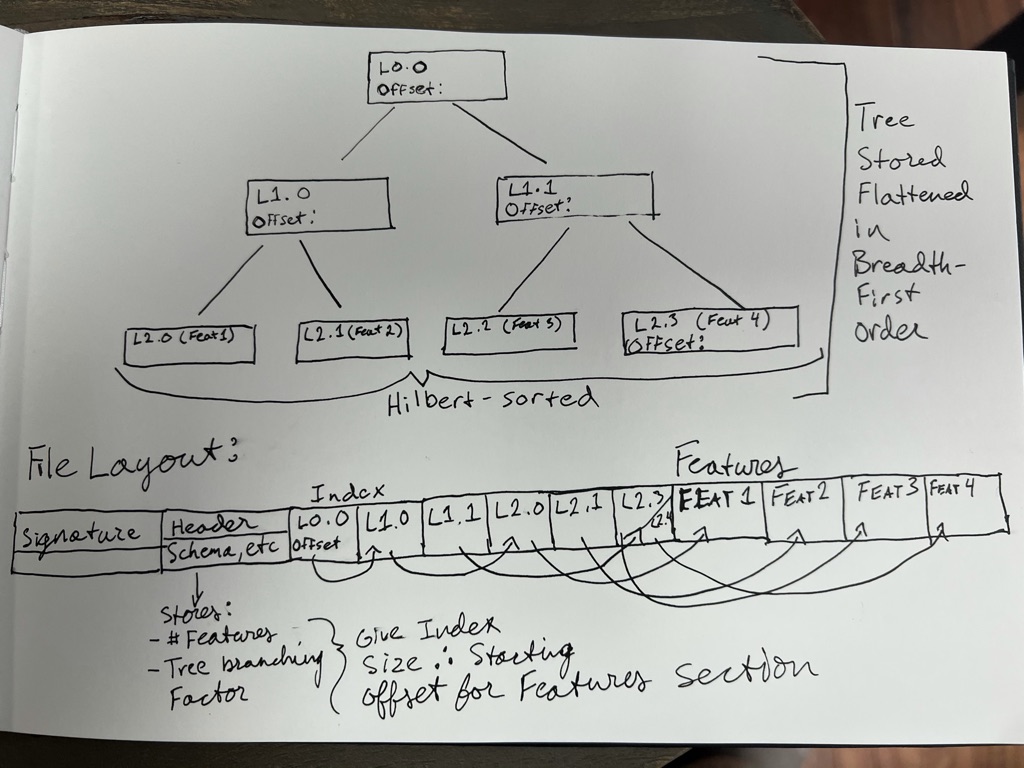 L0.0
Offset:
L1.0
Offset:
L1.1
Offset:
L2.0 (Feat 1)
L2.1 (Feat 2)
L2.2 (Feat 3)
L2.3 (Feat 4)
Offset:
Hilbert-sorted
Tree
Stored
Flattened
in
Breadth-
First
order
File Layout:
Index
Features
Signature
Header
Schema, etc
L0.0
Offset
L1.0
L1.1
L2.0
L2.1
L2.3
L2.4
FEAT 1
FEAT 2
FEAT 3
FEAT 4
Stores:
- # Features
- Tree branching
Factor
Give Index
Size ∴ Starting
offset for Features section